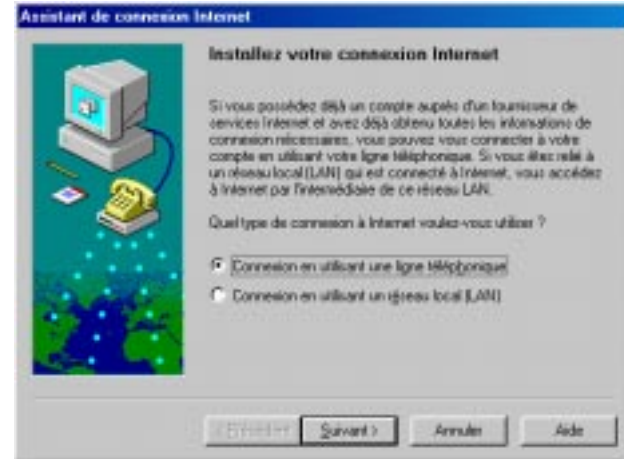 Assistant de connexion Internet
Installez votre connexion Internet
Si vous possédez déjà un compte auprès d'un fournisseur de
services Internet et avez déjà obtenu toutes les informations de
connexion nécessaires, vous pouvez vous connecter à votre
compte en utilisant votre ligne téléphonique. Si vous êtes relié à
un réseau local (LAN) qui est connecté à Internet, vous accédez
à Internet par l'intermédiaire de ce réseau LAN.
Quel type de connexion à Internet voulez-vous utiliser ?
Connexion en utilisant une ligne téléphonique
Connexion en utilisant un réseau local (LAN)
< Précédent Suivant > Annuler Aide